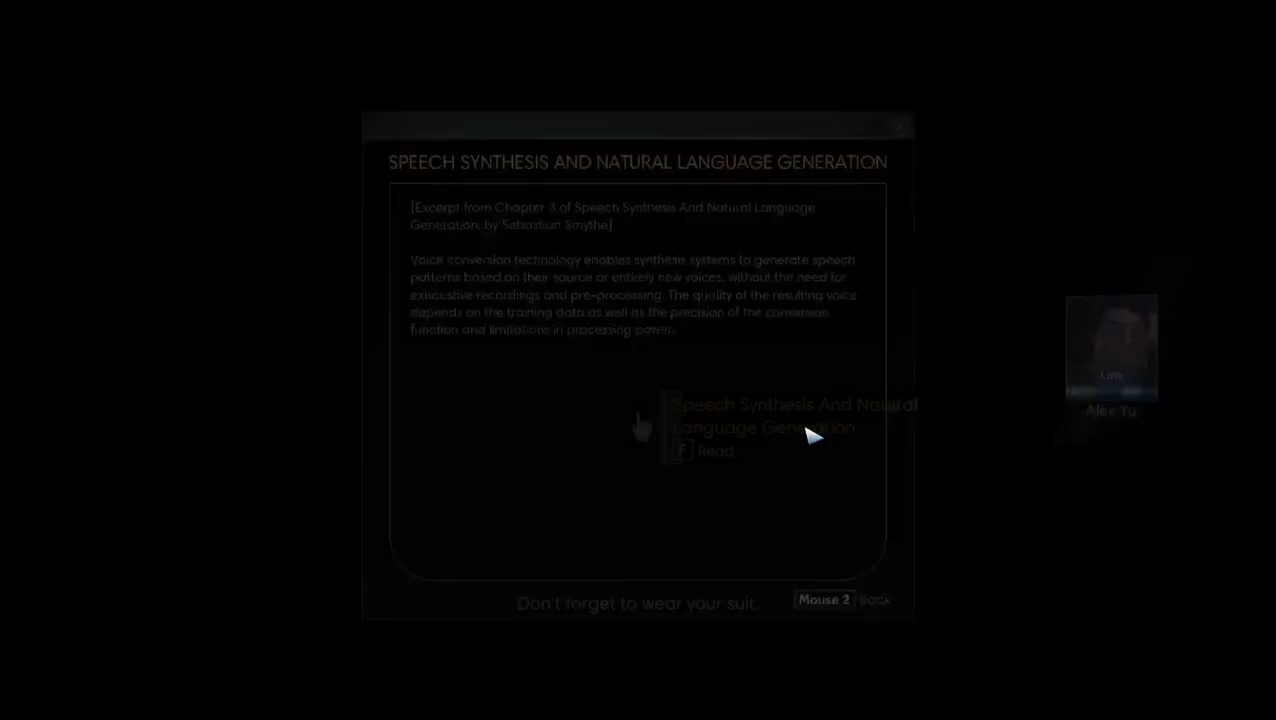 SPEECH SYNTHESIS AND NATURAL LANGUAGE GENERATION
[Excerpt from Chapter 3 of Speech Synthesis And Natural Language
Generation, by Sebastian Smythe]
Voice conversion technology enables synthesis systems to generate speech
patterns based on their source or entirely new voices, without the need for
exhaustive recordings and pre-processing. The quality of the resulting voice
depends on the training data as well as the precision of the conversion
function and limitations in processing power.
Speech Synthesis And Natural
Language Generation
F Read
Alex Yu
Don't forget to wear your suit.
Mouse 2 Back